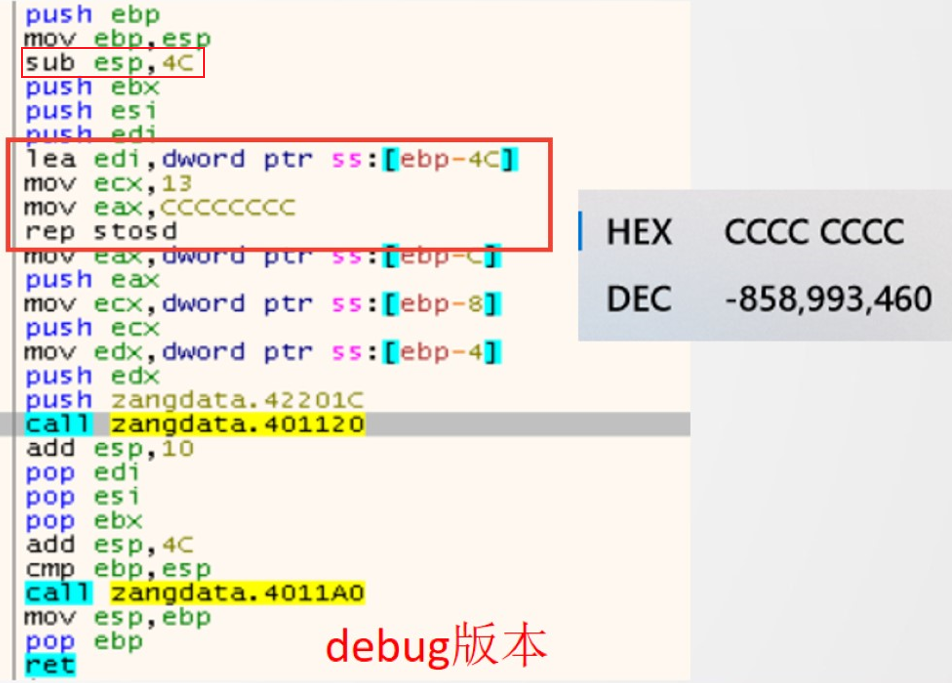 push ebp
mov ebp,esp
sub esp,4C
push ebx
push esi
push edi
lea edi,dword ptr ss:[ebp-4C]
mov ecx,13
mov eax,CCCCCCCC
rep stosd
mov eax,dword ptr ss:[ebp-C]
push eax
mov ecx,dword ptr ss:[ebp-8]
push ecx
mov edx,dword ptr ss:[ebp-4]
push edx
push zangdata.42201C
call zangdata.401120
add esp,10
pop edi
pop esi
pop ebx
add esp,4C
cmp ebp,esp
call zangdata.4011A0
mov esp,ebp
pop ebp
ret
HEX CCCC CCCC
DEC -858,993,460
debug版本